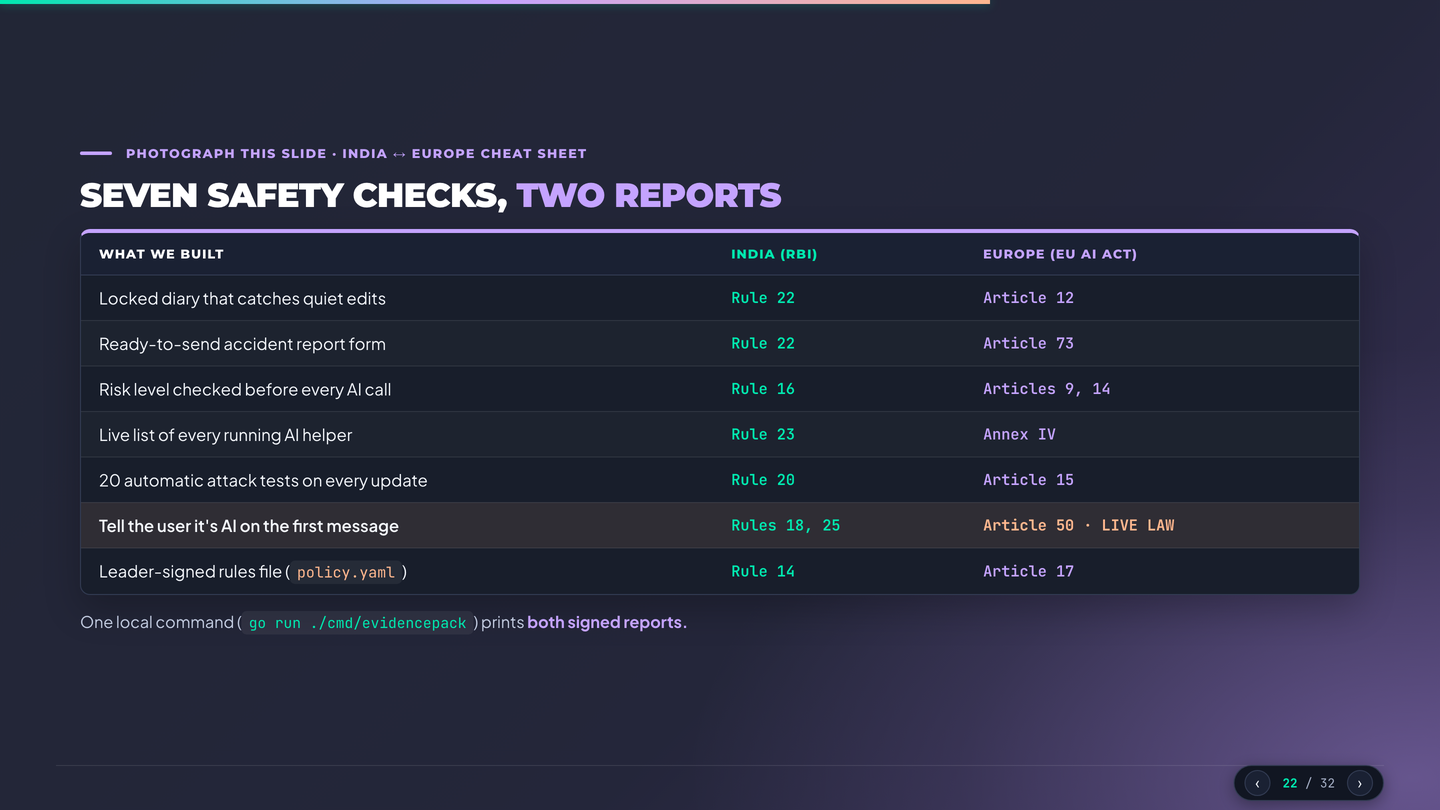 PHOTOGRAPH THIS SLIDE · INDIA ↔ EUROPE CHEAT SHEET
SEVEN SAFETY CHECKS, TWO REPORTS
WHAT WE BUILT INDIA (RBI) EUROPE (EU AI ACT)
Locked diary that catches quiet edits Rule 22 Article 12
Ready-to-send accident report form Rule 22 Article 73
Risk level checked before every AI call Rule 16 Articles 9, 14
Live list of every running AI helper Rule 23 Annex IV
20 automatic attack tests on every update Rule 20 Article 15
Tell the user it's AI on the first message Rules 18, 25 Article 50 · LIVE LAW
Leader-signed rules file (policy.yaml) Rule 14 Article 17
One local command (go run ./cmd/evidencepack) prints both signed reports.
‹ 22 / 32 ›